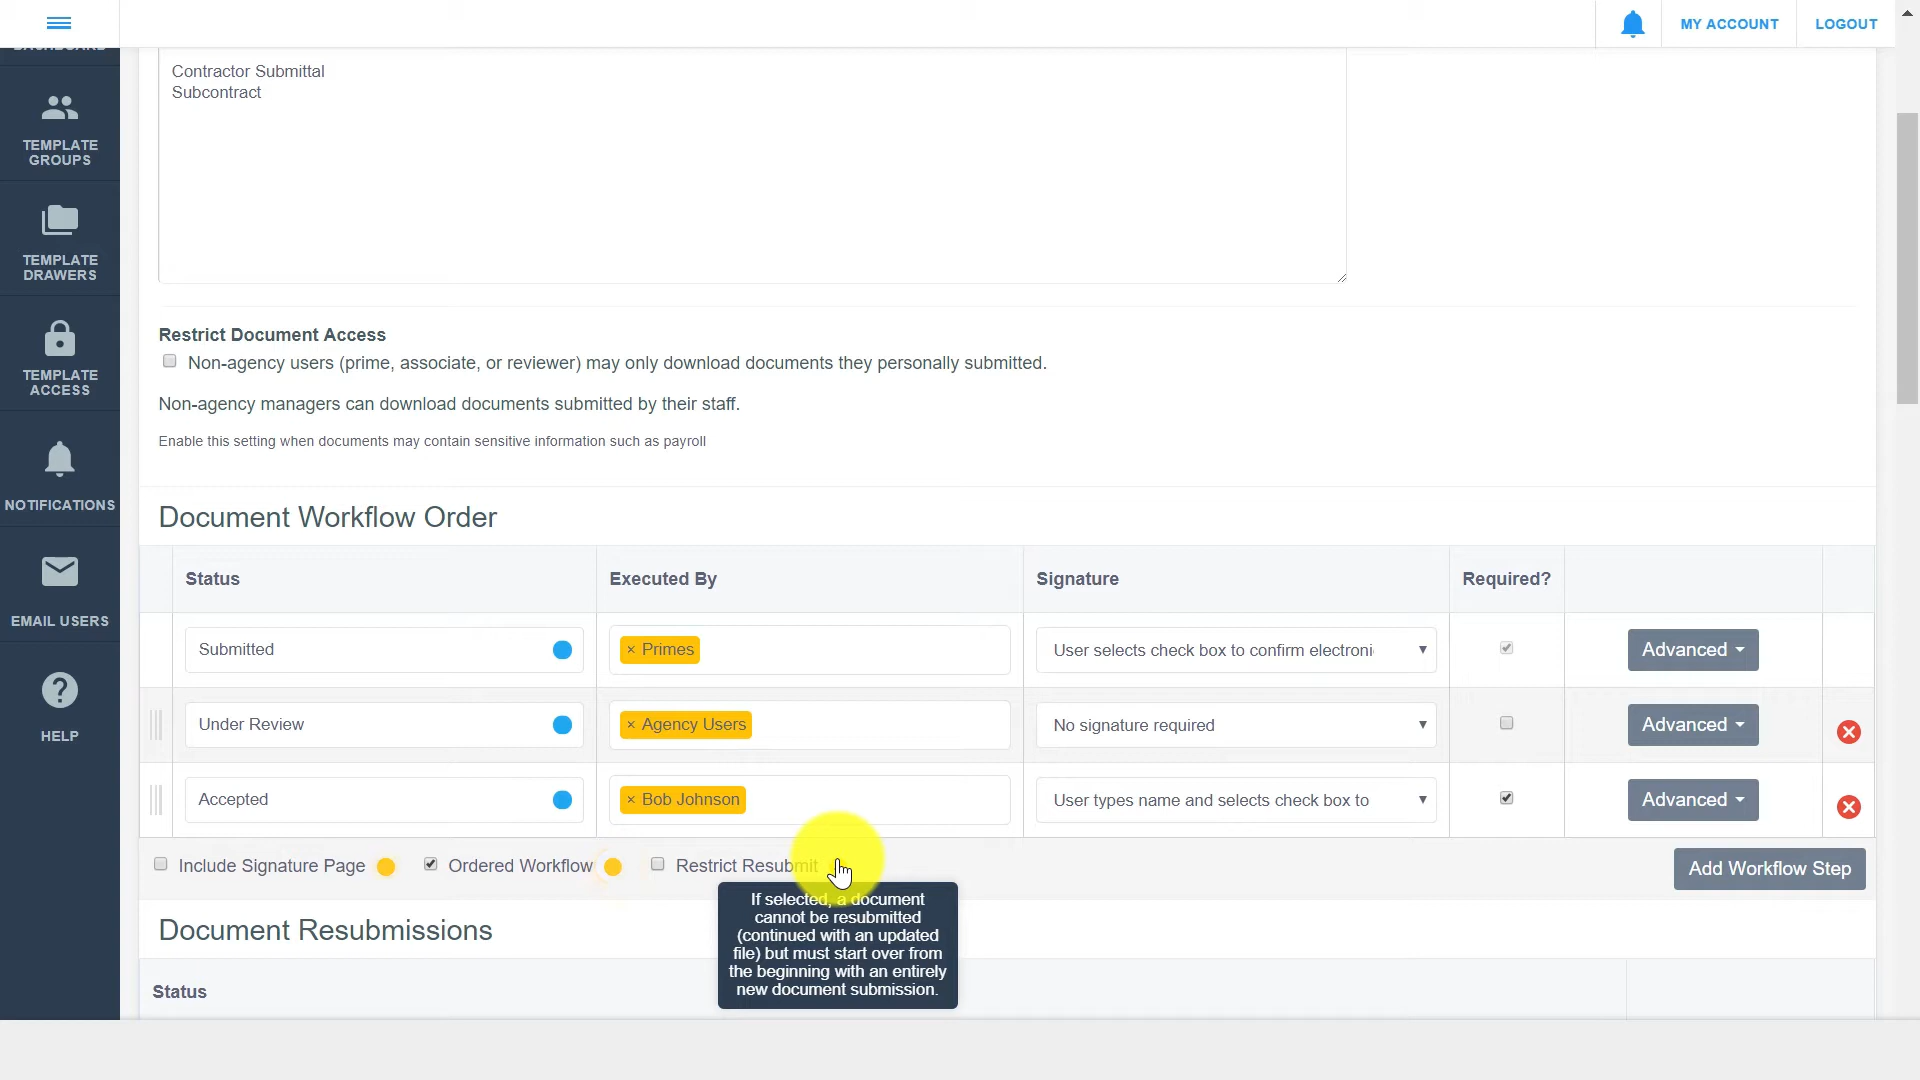 MY ACCOUNT
LOGOUT
DASHBOARD
TEMPLATE
GROUPS
TEMPLATE
DRAWERS
TEMPLATE
ACCESS
NOTIFICATIONS
EMAIL USERS
HELP
Contractor Submittal
Subcontract
Restrict Document Access
Non-agency users (prime, associate, or reviewer) may only download documents they personally submitted.
Non-agency managers can download documents submitted by their staff.
Enable this setting when documents may contain sensitive information such as payroll
Document Workflow Order
Status Executed By Signature Required?
Submitted × Primes User selects check box to confirm electroni Advanced
Under Review × Agency Users No signature required Advanced
Accepted × Bob Johnson User types name and selects check box to Advanced
Include Signature Page Ordered Workflow Restrict Resubmit Add Workflow Step
If selected, a document
cannot be resubmitted
(continued with an updated
file) but must start over from
the beginning with an entirely
new document submission.
Document Resubmissions
Status